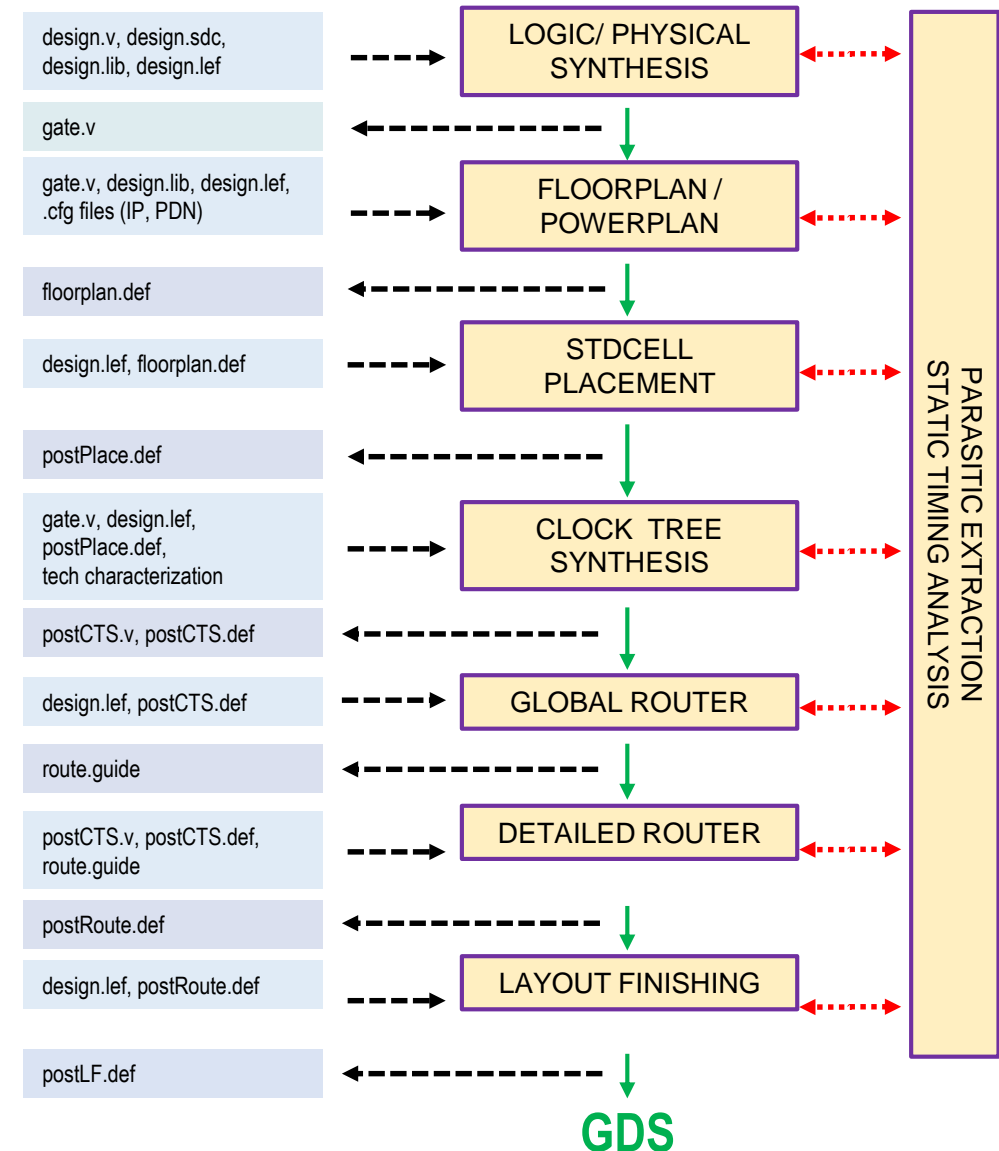 design.v, design.sdc,
design.lib, design.lef
LOGIC/ PHYSICAL
SYNTHESIS
gate.v
gate.v, design.lib, design.lef,
.cfg files (IP, PDN)
FLOORPLAN /
POWERPLAN
floorplan.def
design.lef, floorplan.def
STDCELL
PLACEMENT
postPlace.def
gate.v, design.lef,
postPlace.def,
tech characterization
CLOCK TREE
SYNTHESIS
postCTS.v, postCTS.def
design.lef, postCTS.def
GLOBAL ROUTER
route.guide
postCTS.v, postCTS.def,
route.guide
DETAILED ROUTER
postRoute.def
design.lef, postRoute.def
LAYOUT FINISHING
postLF.def
GDS
PARASITIC EXTRACTION
STATIC TIMING ANALYSIS